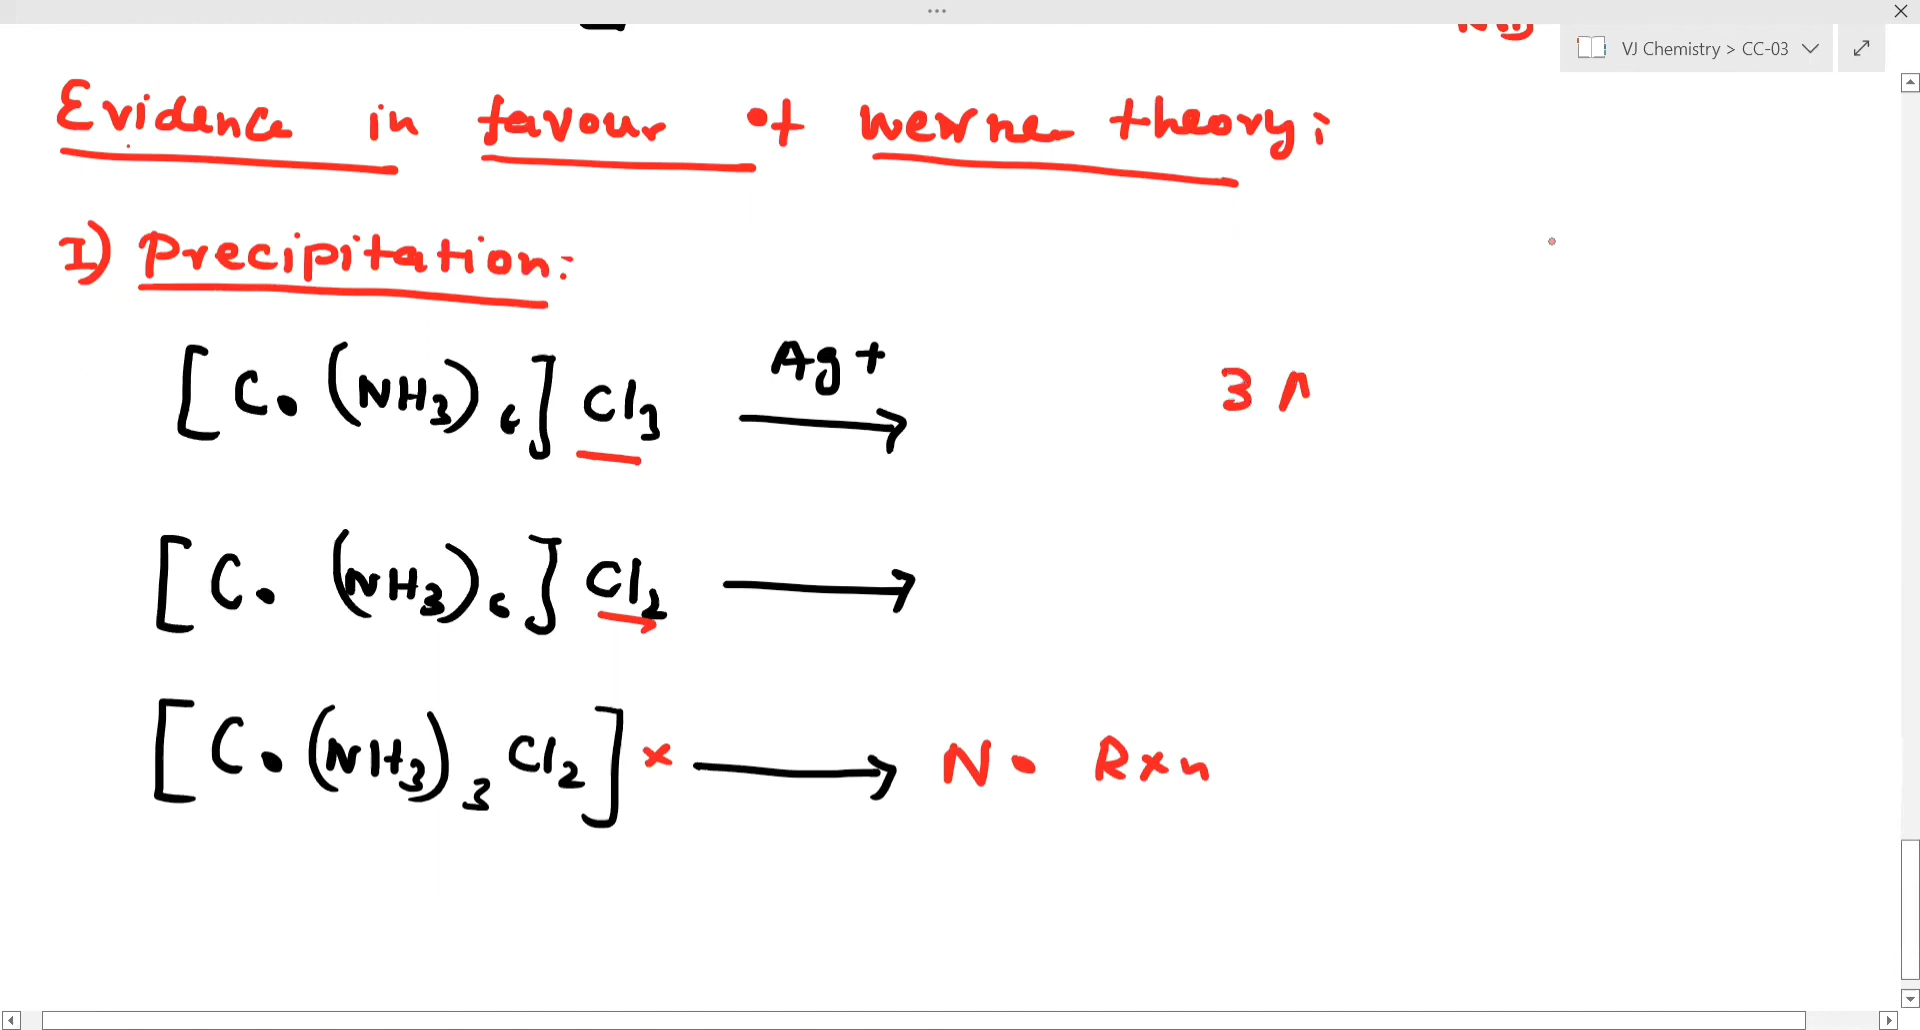 VJ Chemistry > CC-03
Evidence in favour of werner theory:
I) Precipitation:
[Co(NH3)6]Cl3 Ag+ → 3 A
[Co(NH3)6]Cl2 →
[Co(NH3)3Cl2] × → No Rxn